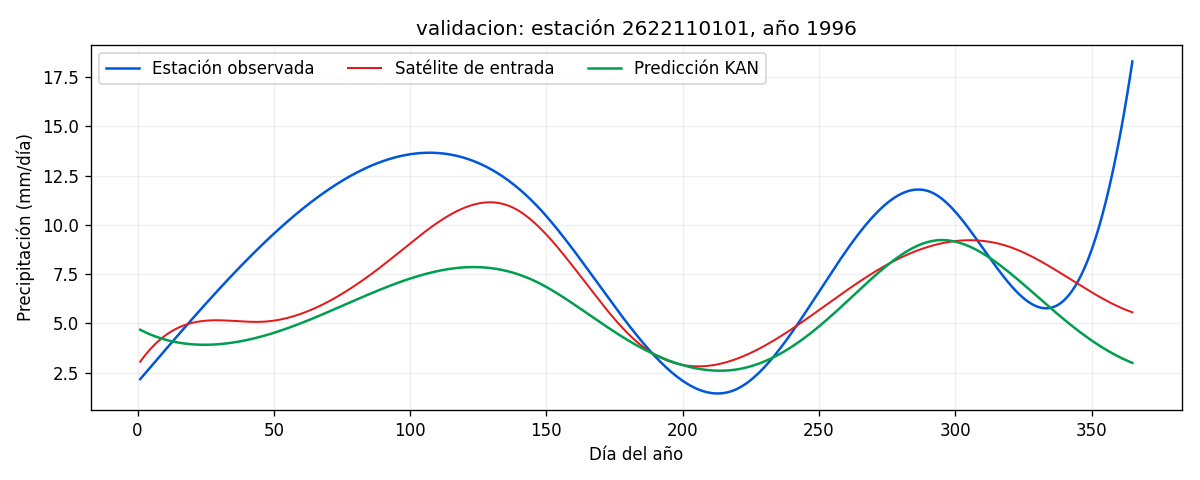 validacion: estación 2622110101, año 1996
Estación observada
Satélite de entrada
Predicción KAN
Precipitación (mm/día)
17.5
15.0
12.5
10.0
7.5
5.0
2.5
0
50
100
150
200
250
300
350
Día del año